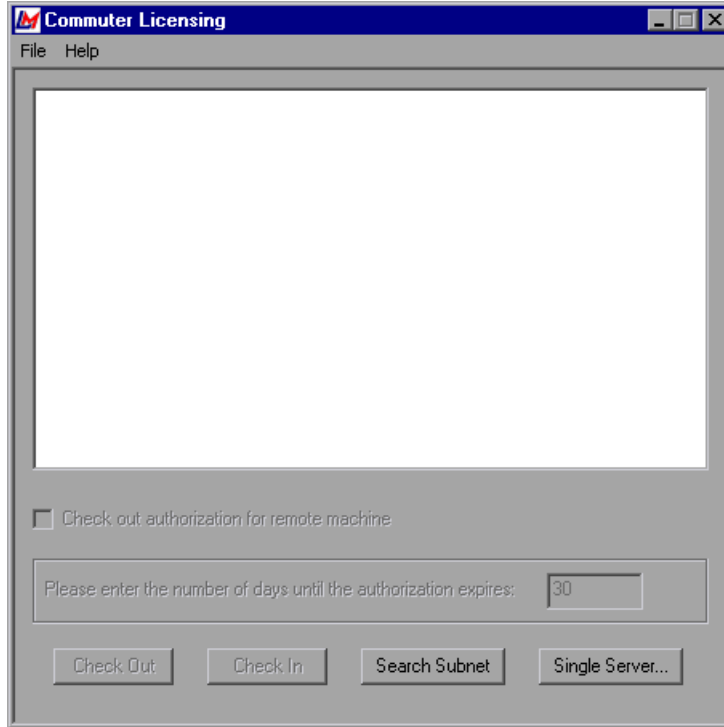 Commuter Licensing
File Help
Check out authorization for remote machine
Please enter the number of days until the authorization expires: 30
Check Out Check In Search Subnet Single Server...